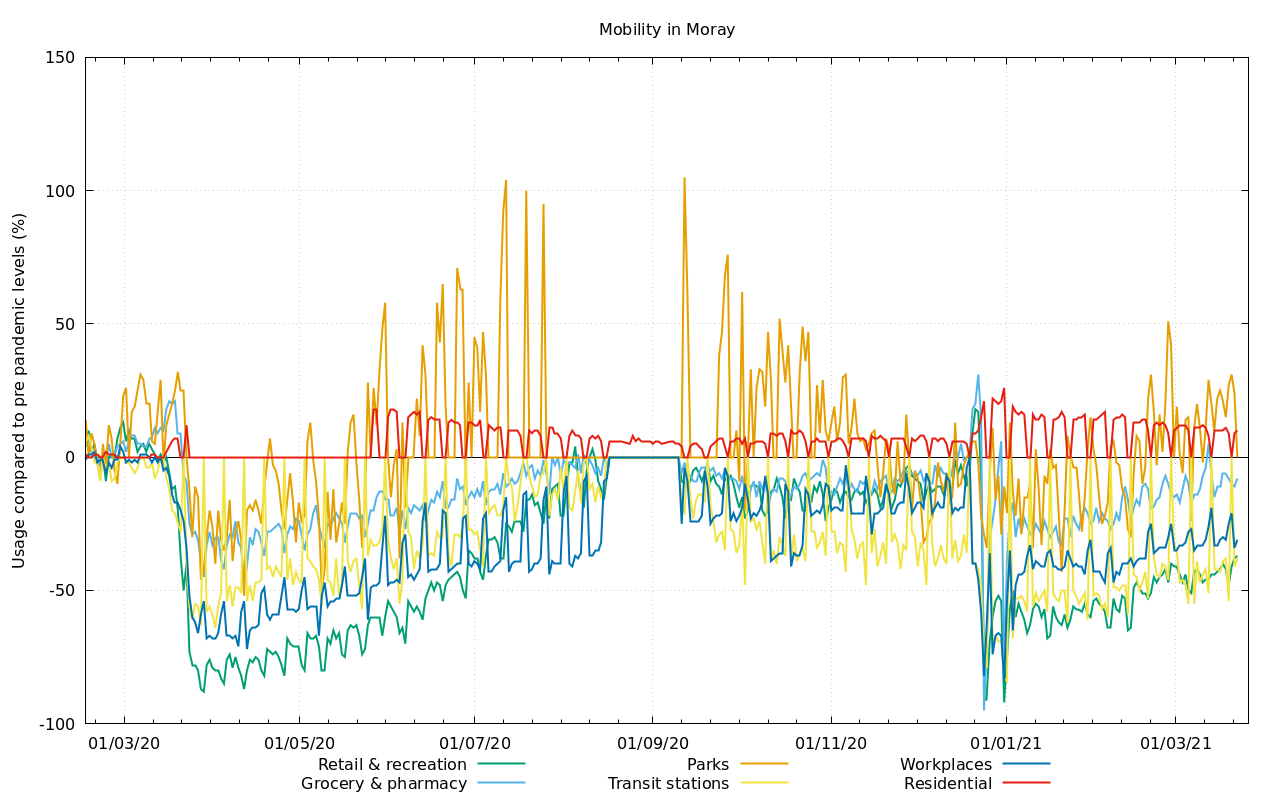 Mobility in Moray
Usage compared to pre pandemic levels (%)
150
100
50
0
-50
-100
01/03/20 01/05/20 01/07/20 01/09/20 01/11/20 01/01/21 01/03/21
Retail & recreation Parks Workplaces
Grocery & pharmacy Transit stations Residential